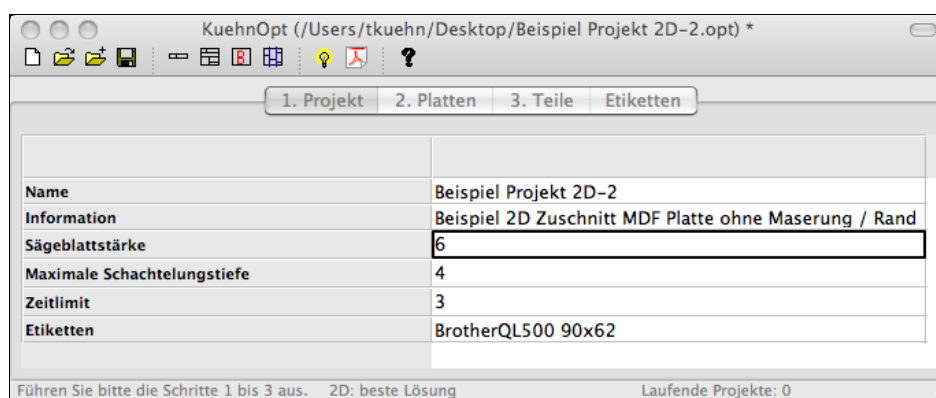 KuehnOpt (/Users/tkuehn/Desktop/Beispiel Projekt 2D-2.opt) *
B ?
1. Projekt 2. Platten 3. Teile Etiketten
Name Beispiel Projekt 2D-2
Information Beispiel 2D Zuschnitt MDF Platte ohne Maserung / Rand
Sägeblattstärke 6
Maximale Schachtelungstiefe 4
Zeitlimit 3
Etiketten BrotherQL500 90x62
Führen Sie bitte die Schritte 1 bis 3 aus. 2D: beste Lösung Laufende Projekte: 0